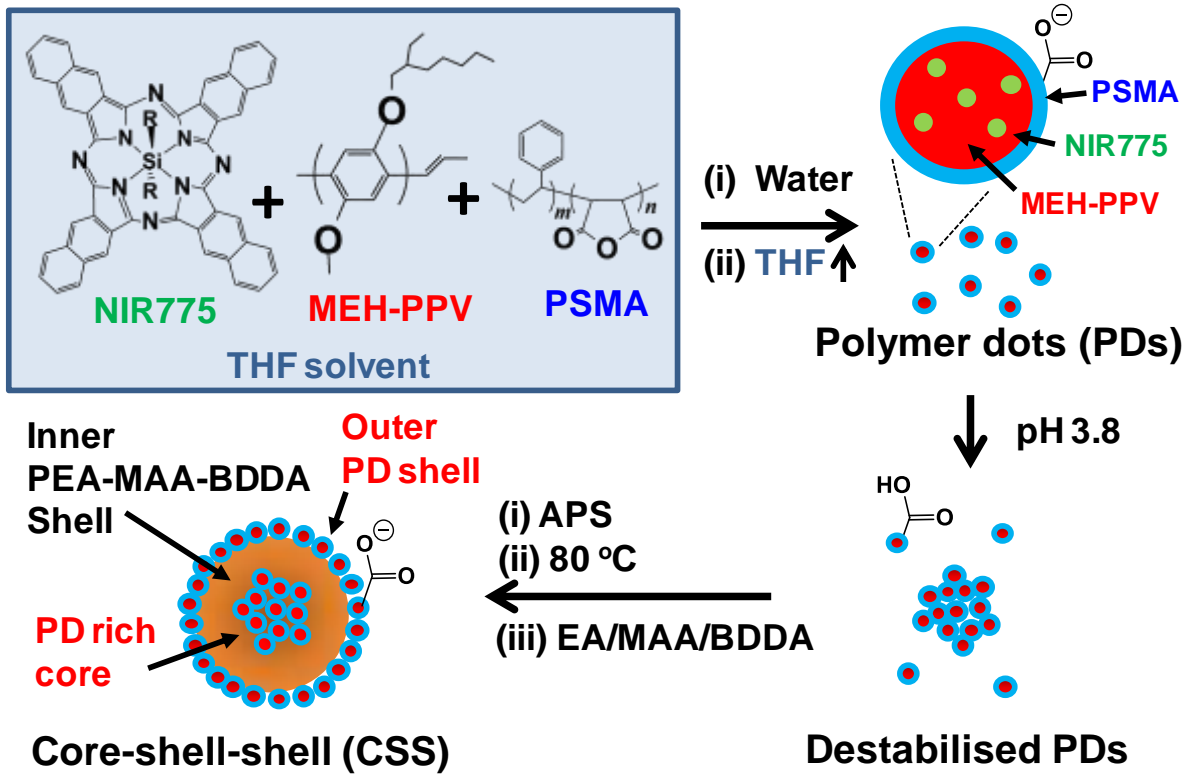 R
N
N
N
N
N
N
N
N
Si
R
NIR775
+
O
O
MEH-PPV
+
m
n
O
O
O
PSMA
THF solvent
(i) Water
(ii) THF
O
O
PSMA
NIR775
MEH-PPV
Polymer dots (PDs)
pH 3.8
HO
O
Destabilised PDs
(i) APS
(ii) 80 °C
(iii) EA/MAA/BDDA
Inner
PEA-MAA-BDDA
Shell
Outer
PD shell
O
O
PD rich
core
Core-shell-shell (CSS)